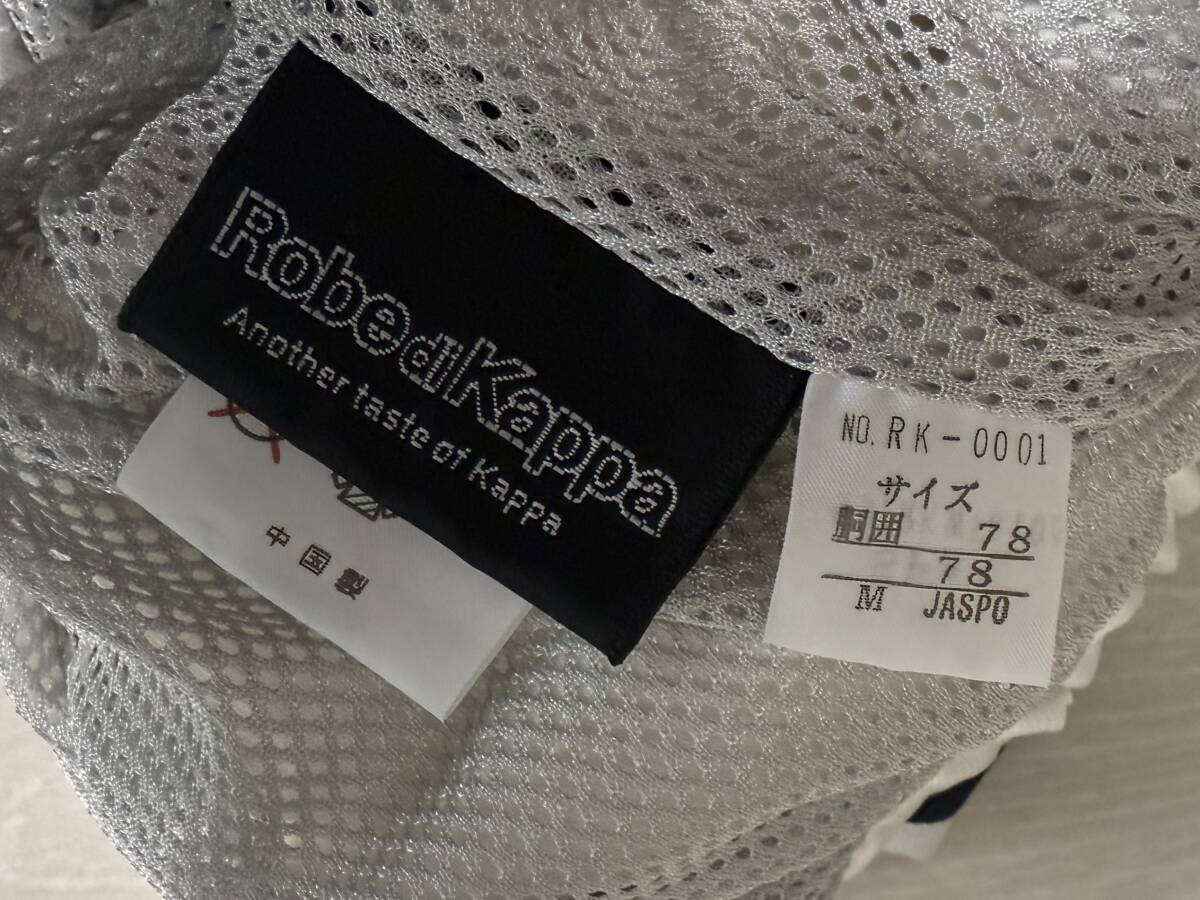 RobediKappa
Another taste of Kappa
中国製
NO. RK-0001
サイズ
胴囲 78
78
M JASPO